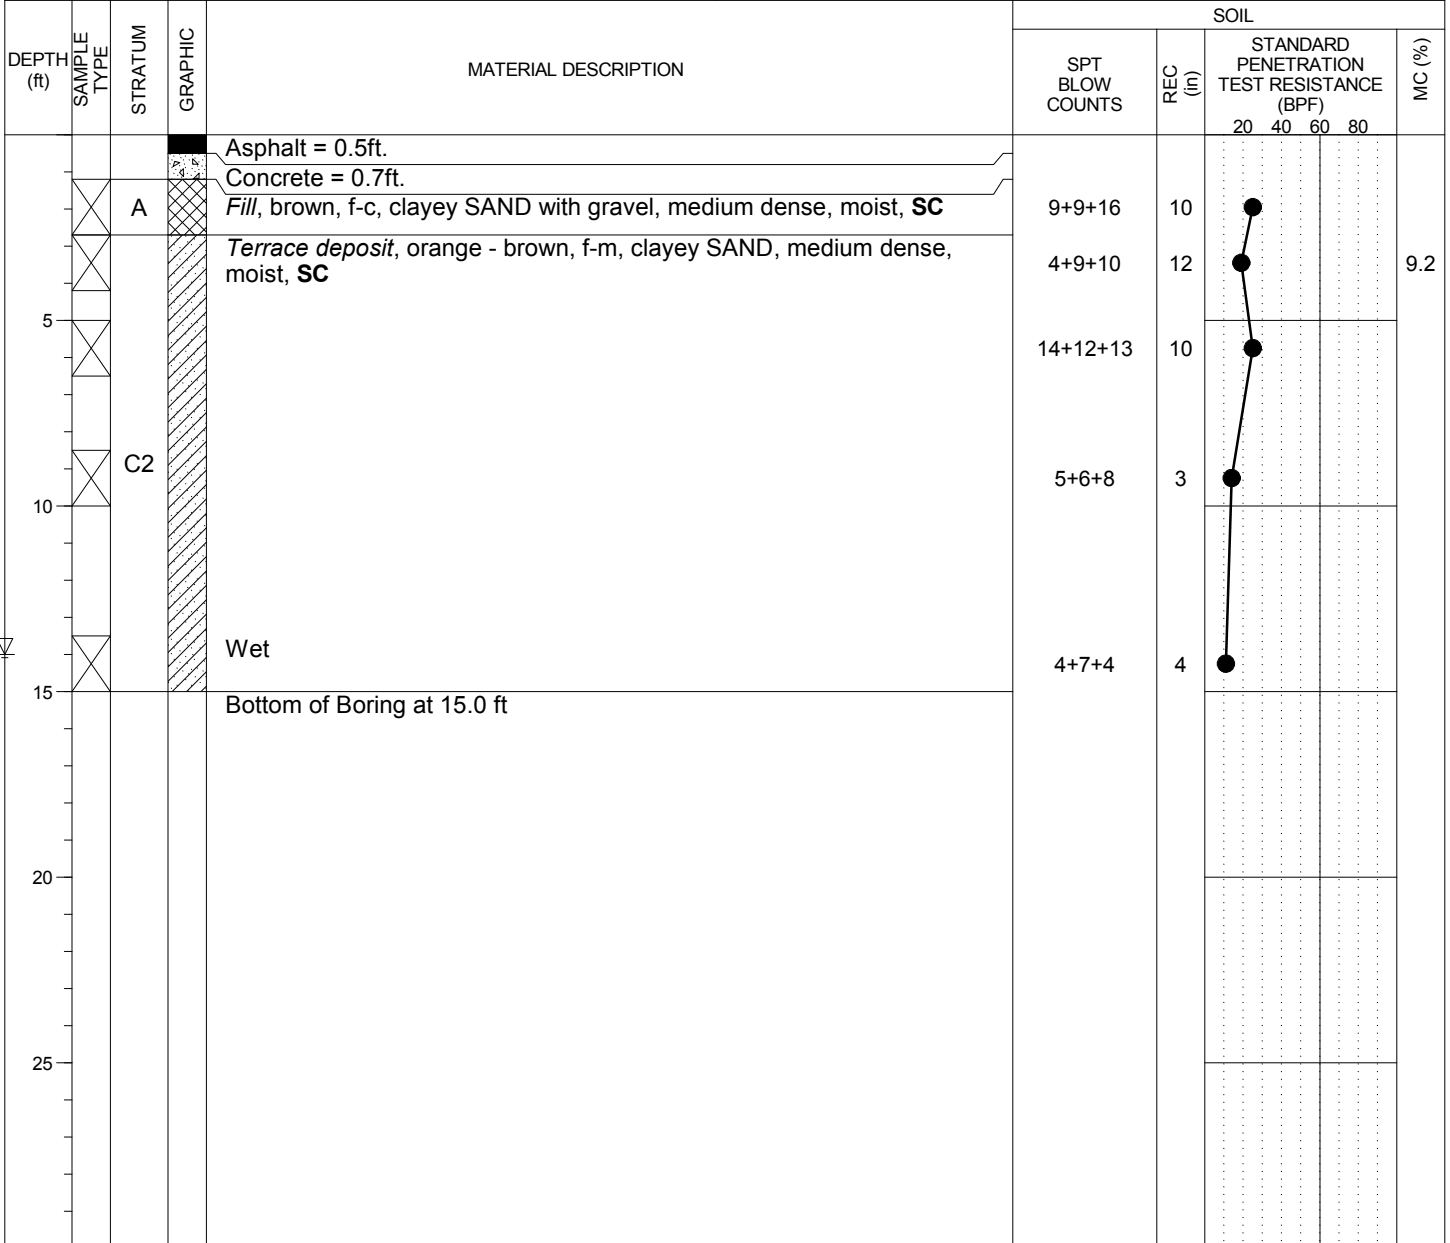 SOIL
DEPTH
(ft)
SAMPLE
TYPE
STRATUM
GRAPHIC
MATERIAL DESCRIPTION
SPT
BLOW
COUNTS
REC
(in)
STANDARD
PENETRATION
TEST RESISTANCE
(BPF)
20 40 60 80
MC (%)
Asphalt = 0.5ft.
Concrete = 0.7ft.
A
Fill, brown, f-c, clayey SAND with gravel, medium dense, moist, SC
9+9+16 10
Terrace deposit, orange - brown, f-m, clayey SAND, medium dense,
moist, SC
4+9+10 12 9.2
5
14+12+13 10
C2
5+6+8 3
10
Wet
4+7+4 4
15
Bottom of Boring at 15.0 ft
20
25